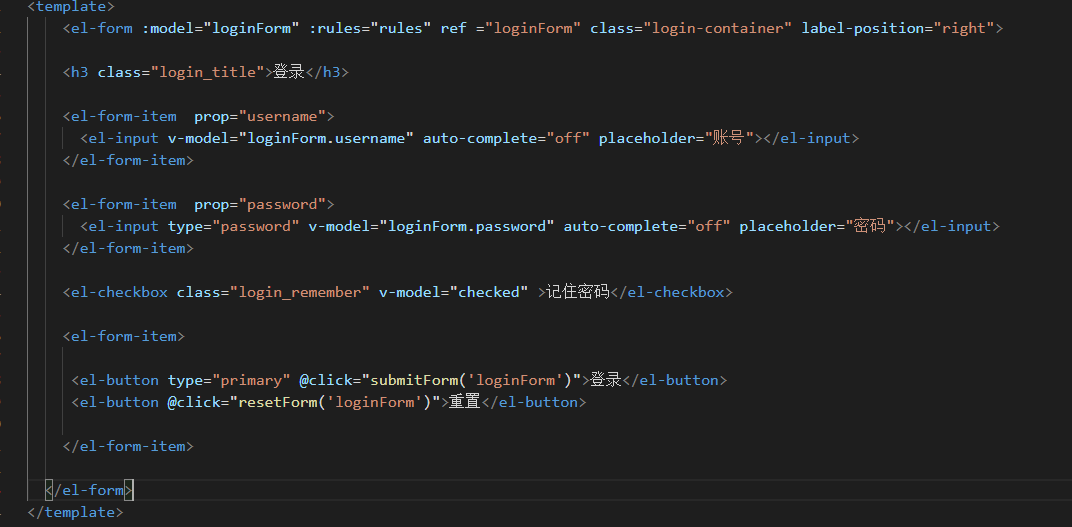 <template>
<el-form :model="loginForm" :rules="rules" ref ="loginForm" class="login-container" label-position="right">
<h3 class="login_title">登录</h3>
<el-form-item  prop="username">
<el-input v-model="loginForm.username" auto-complete="off" placeholder="账号"></el-input>
</el-form-item>
<el-form-item  prop="password">
<el-input type="password" v-model="loginForm.password" auto-complete="off" placeholder="密码"></el-input>
</el-form-item>
<el-checkbox class="login_remember" v-model="checked" >记住密码</el-checkbox>
<el-form-item>
<el-button type="primary" @click="submitForm('loginForm')">登录</el-button>
<el-button @click="resetForm('loginForm')">重置</el-button>
</el-form-item>
</el-form>
</template>